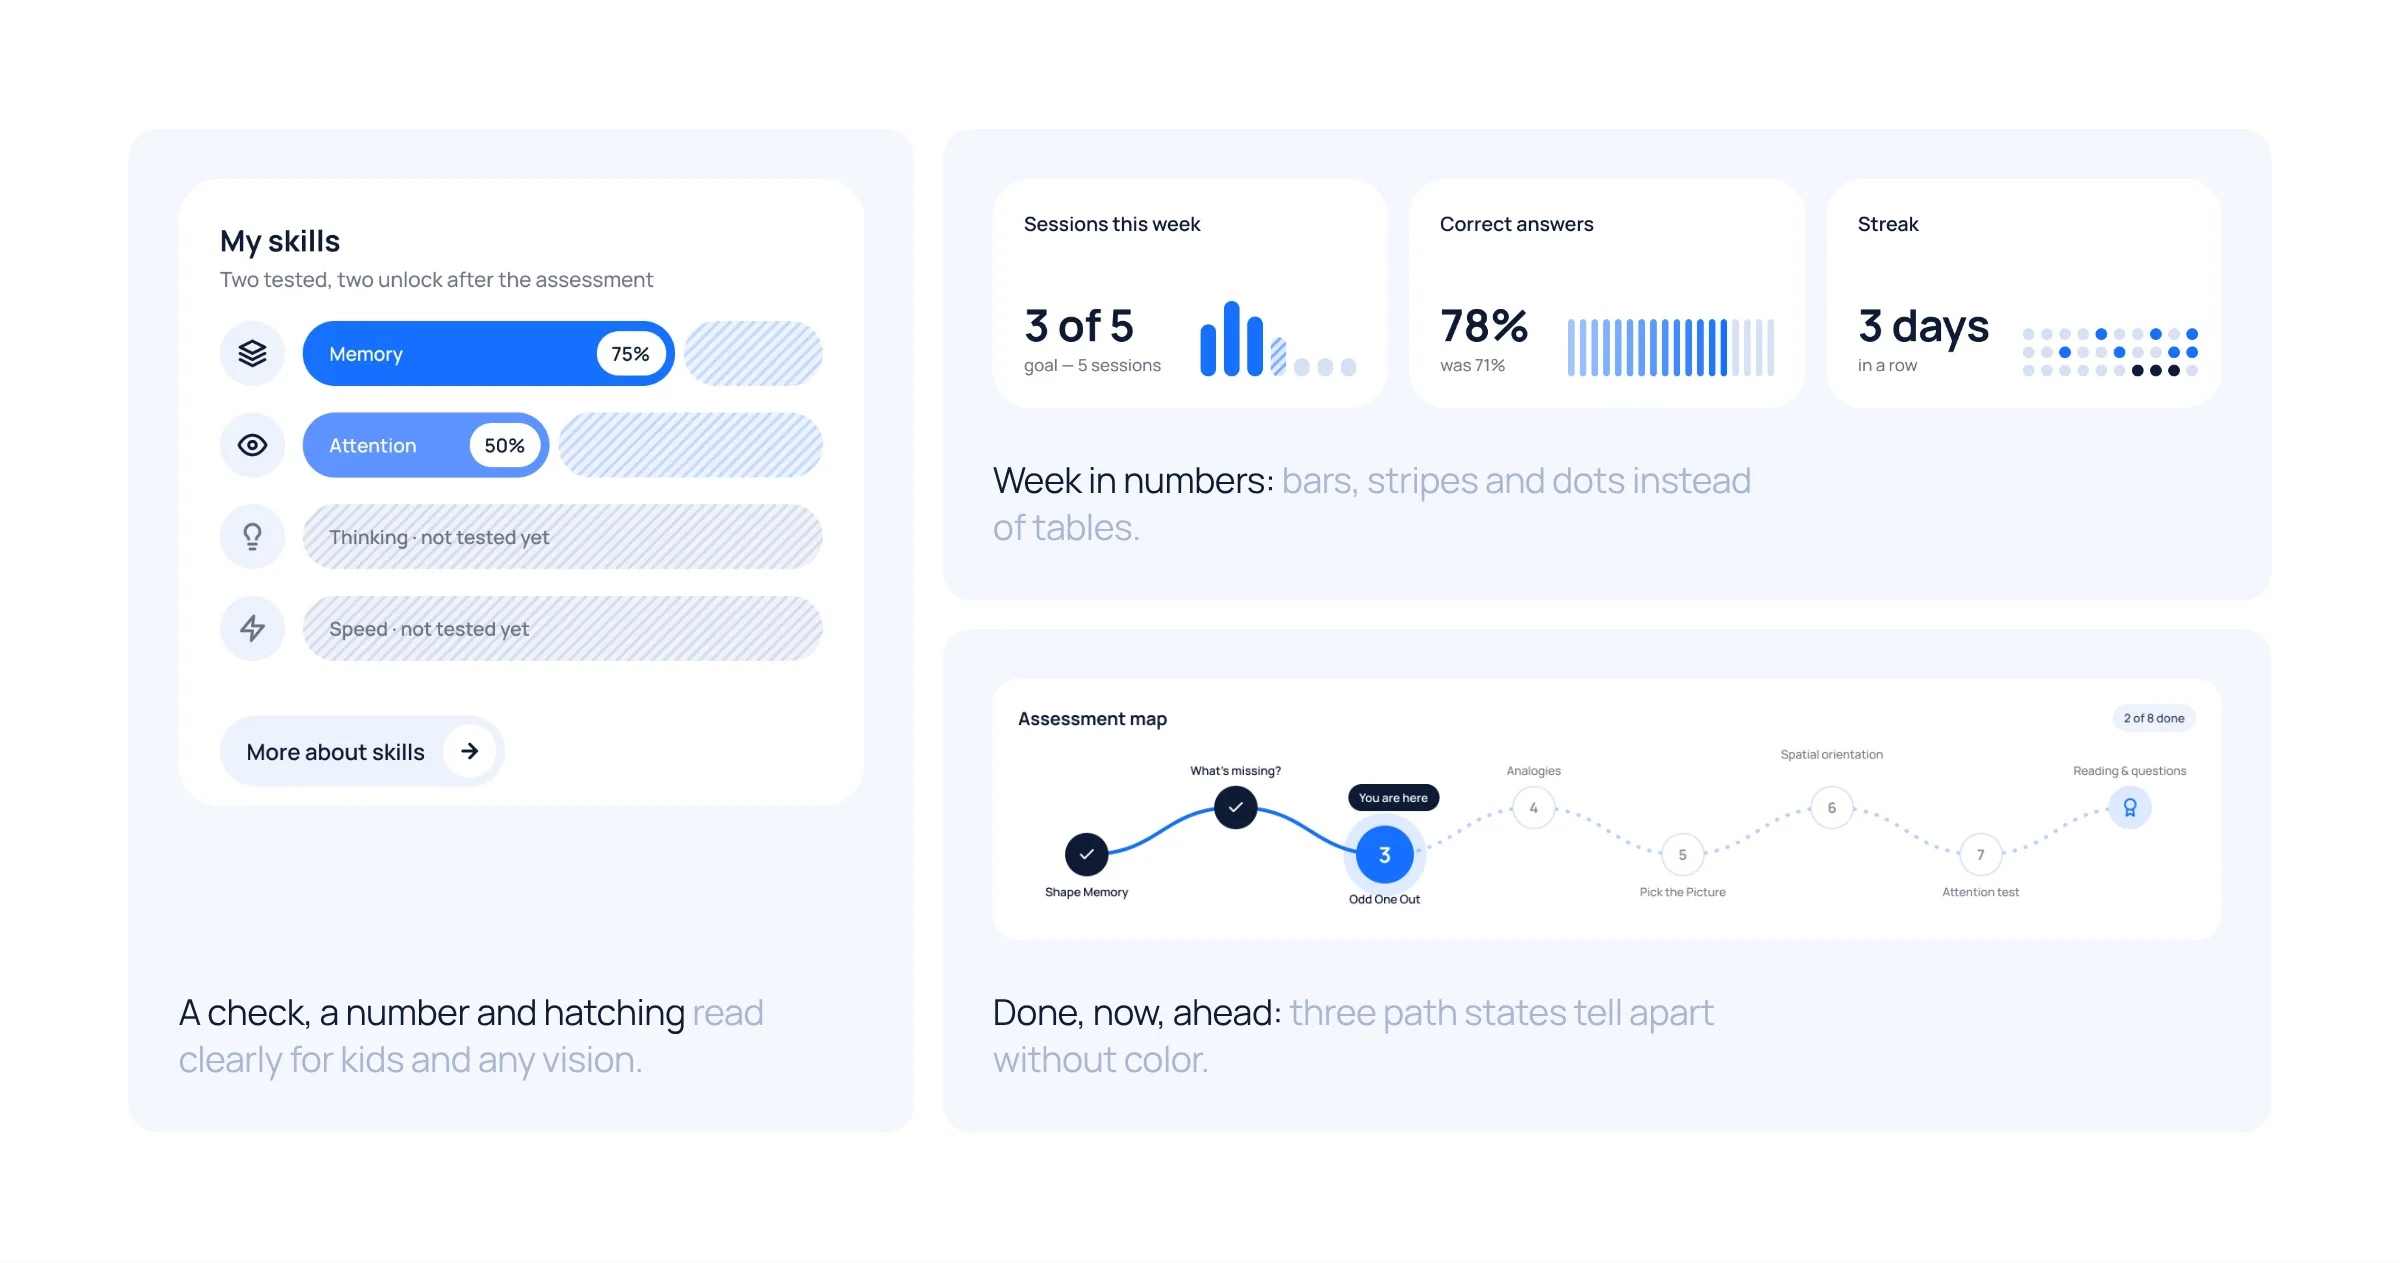 My skills
Two tested, two unlock after the assessment
Memory
75%
Attention
50%
Thinking · not tested yet
Speed · not tested yet
More about skills
A check, a number and hatching read
clearly for kids and any vision.
Sessions this week
3 of 5
goal — 5 sessions
Correct answers
78%
was 71%
Streak
3 days
in a row
Week in numbers: bars, stripes and dots instead
of tables.
Assessment map
2 of 8 done
Shape Memory
What's missing?
You are here
3
Odd One Out
Analogies
4
5
Pick the Picture
Spatial orientation
6
7
Attention test
Reading & questions
Done, now, ahead: three path states tell apart
without color.